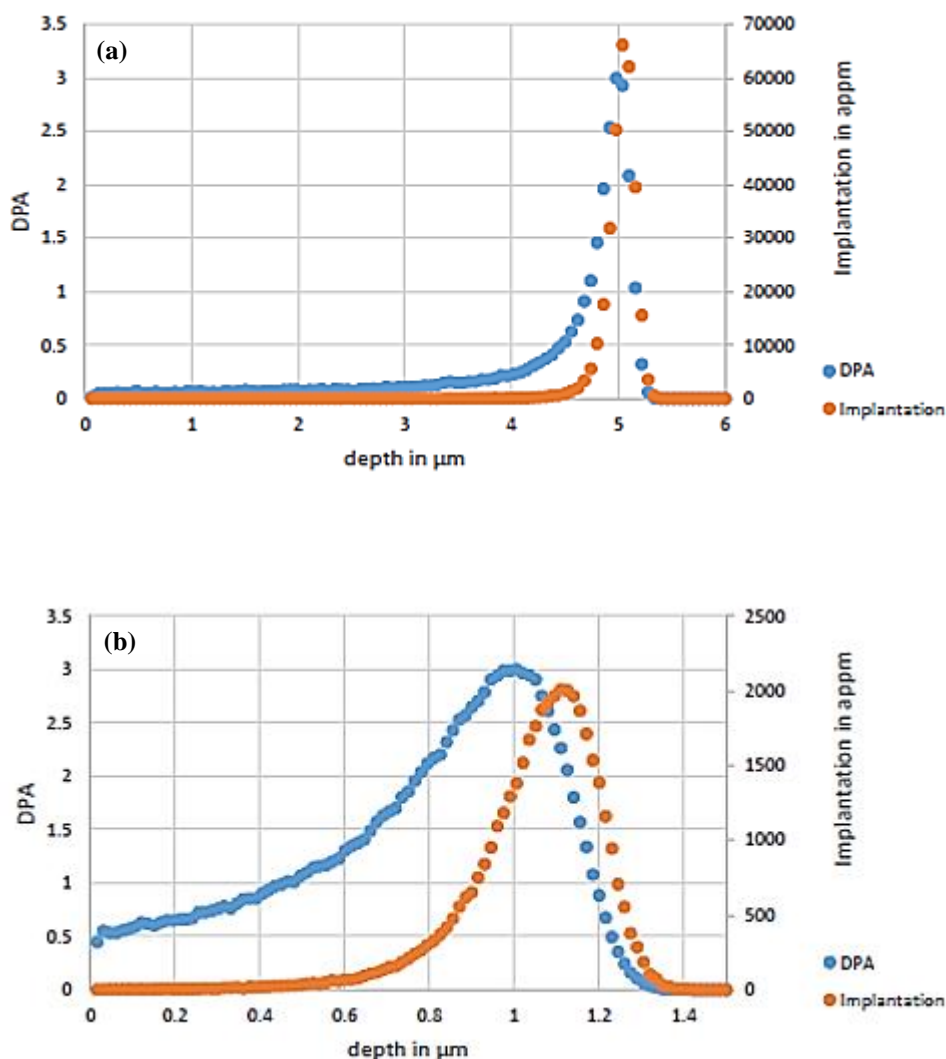 (a)
3.5
3
2.5
2
1.5
1
0.5
0
DPA
70000
60000
50000
40000
30000
20000
10000
0
Implantation in appm
0 1 2 3 4 5 6
depth in µm
DPA
Implantation
(b)
3.5
3
2.5
2
1.5
1
0.5
0
DPA
2500
2000
1500
1000
500
0
Implantation in appm
0 0.2 0.4 0.6 0.8 1 1.2 1.4
depth in µm
DPA
Implantation